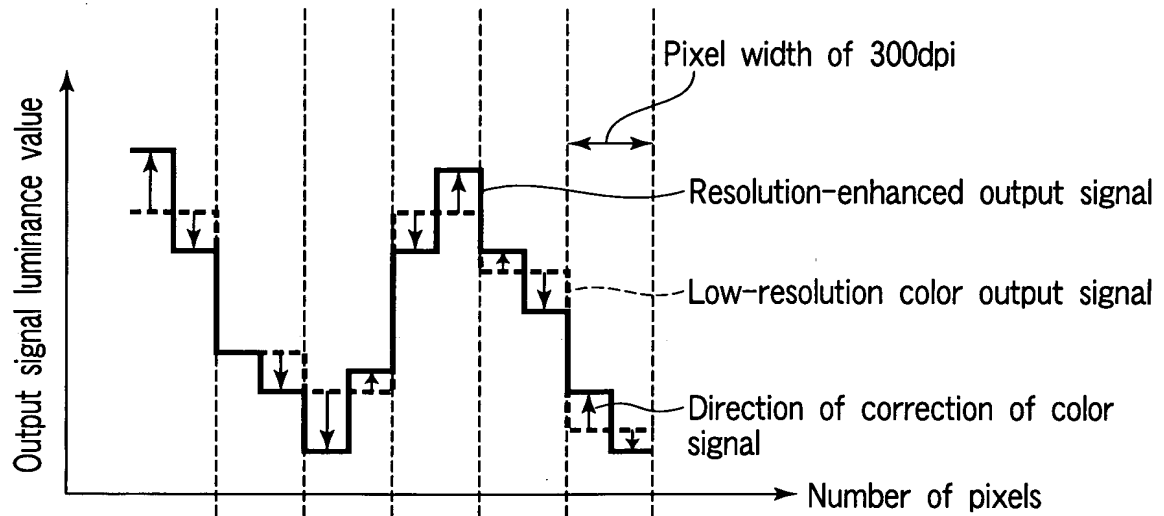 Pixel width of 300dpi
Output signal luminance value
Resolution-enhanced output signal
Low-resolution color output signal
Direction of correction of color
signal
Number of pixels